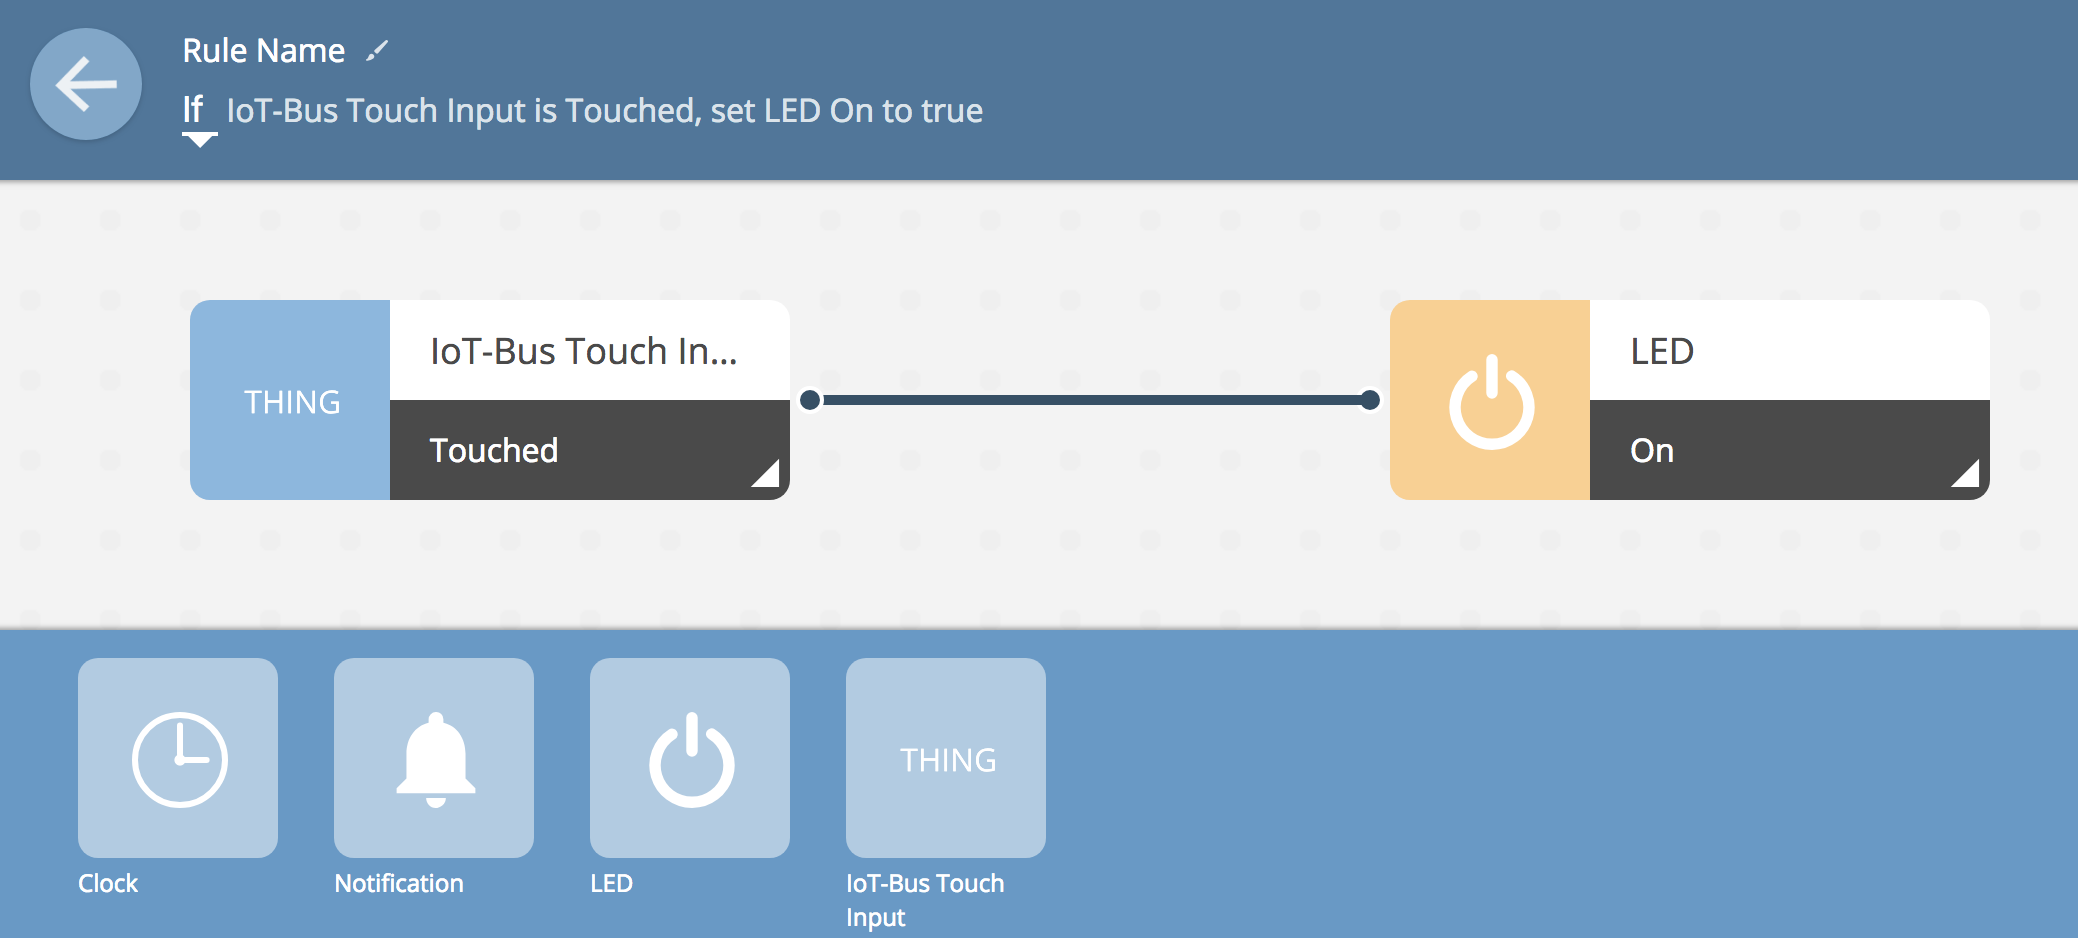 Rule Name
If IoT-Bus Touch Input is Touched, set LED On to true
THING
IoT-Bus Touch In...
Touched
LED
On
THING
Clock
Notification
LED
IoT-Bus Touch
Input